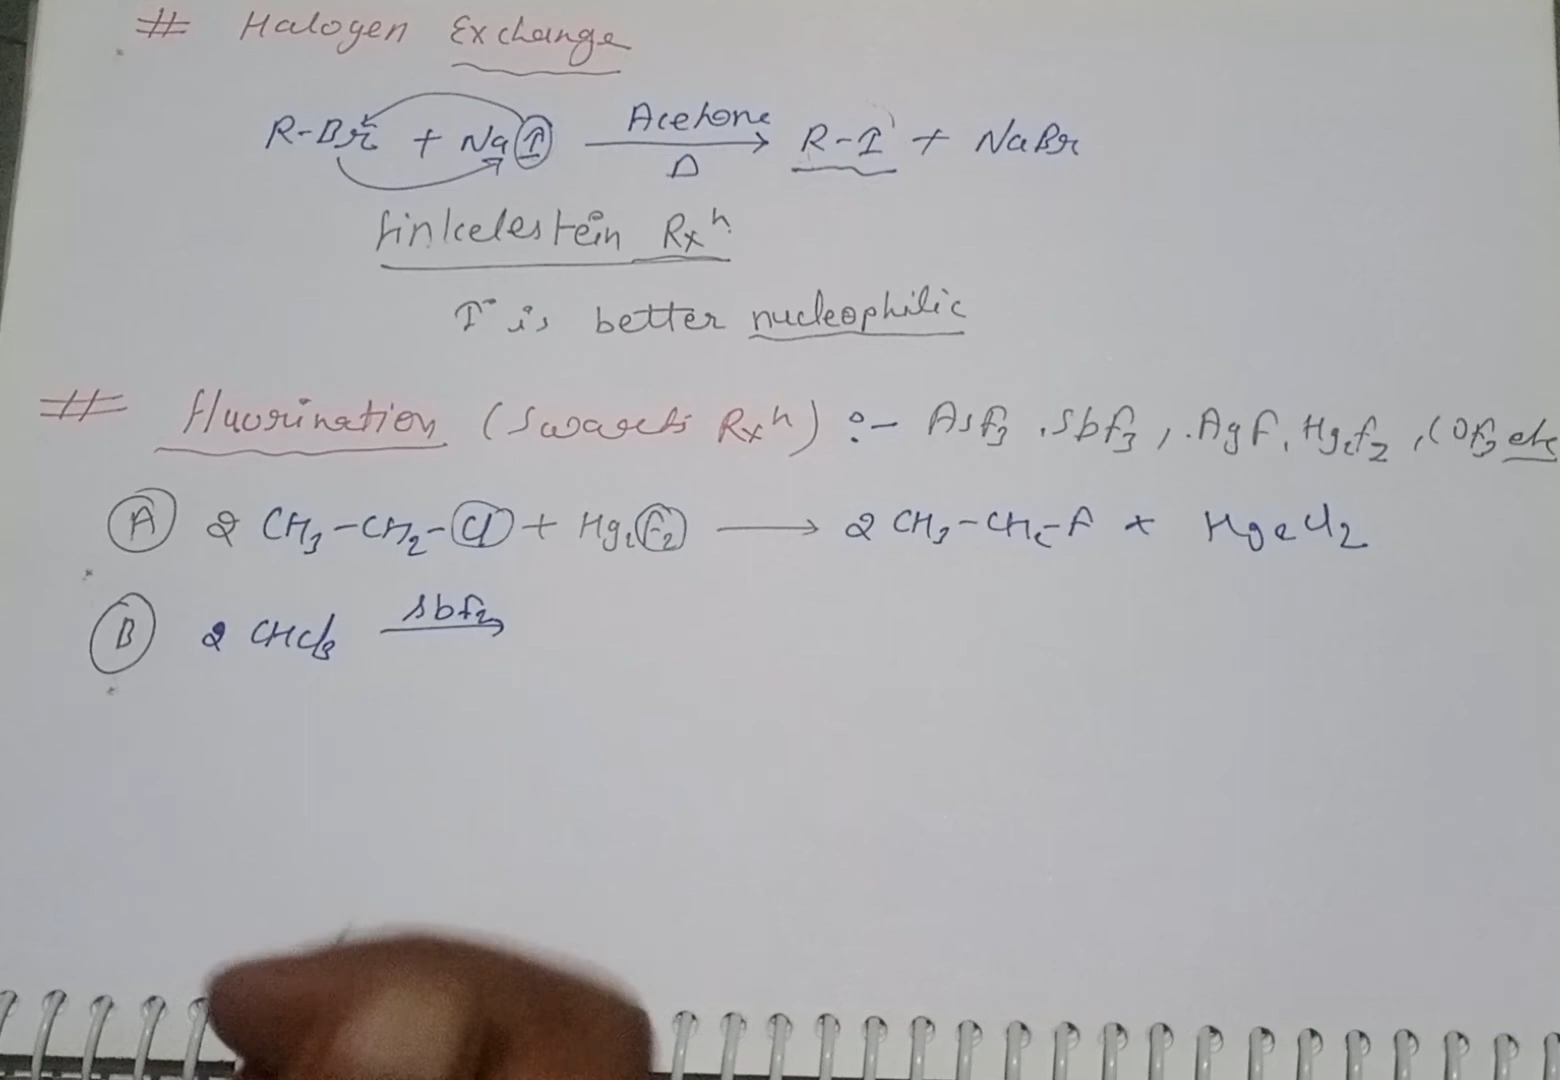 # Halogen Exchange
R-Br + NaI Acetone Δ → R-I + NaBr
Finkelestein Rxn
I⁻ is better nucleophilic
# Fluorination (Swarts Rxn) :- AsF3, SbF3, AgF, Hg2F2, COF3 etc
(A) 2 CH3-CH2-Cl + Hg2F2 → 2 CH3-CH2-F + Hg2Cl2
(B) 2 CHCl3 SbF3 →